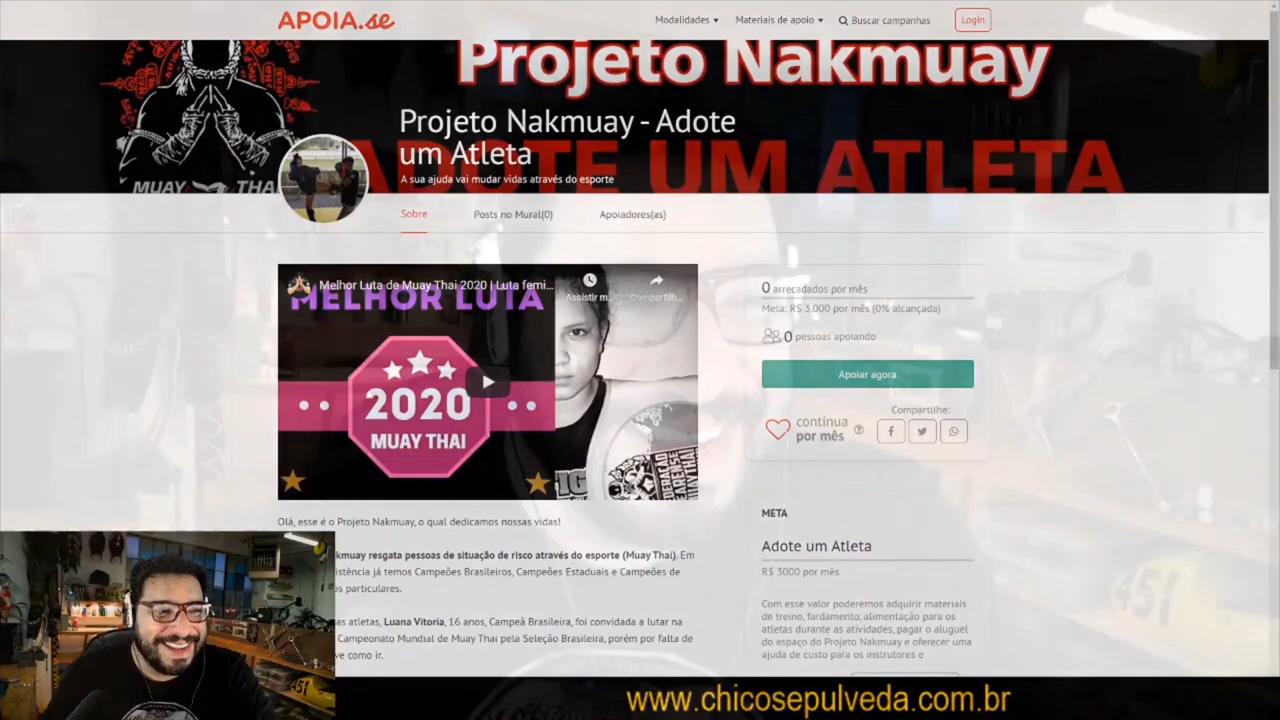 APOIA.se
Modalidades ▾ Materiais de apoio ▾ Buscar campanhas Login
Projeto Nakmuay
Projeto Nakmuay - Adote
um Atleta
ADOTE UM ATLETA
MUAY THAI
A sua ajuda vai mudar vidas através do esporte
Sobre Posts no Mural(0) Apoiadores(as)
Melhor Luta de Muay Thai 2020 | Luta femi...
Assistir m... Compartilh...
MELHOR LUTA
2020
MUAY THAI
0 arrecadados por mês
Meta: R$ 3.000 por mês (0% alcançada)
0 pessoas apoiando
Apoiar agora
contínua
por mês
Compartilhe:
META
Adote um Atleta
R$ 3000 por mês
Com esse valor poderemos adquirir materiais
de treino, fardamento, alimentação para os
atletas durante as atividades, pagar o aluguel
do espaço do Projeto Nakmuay e oferecer uma
ajuda de custo para os instrutores e
Olá, esse é o Projeto Nakmuay, o qual dedicamos nossas vidas!
kmuay resgata pessoas de situação de risco através do esporte (Muay Thai). Em
istência já temos Campeões Brasileiros, Campeões Estaduais e Campeões de
os particulares.
as atletas, Luana Vitoria, 16 anos, Campeã Brasileira, foi convidada a lutar na
Campeonato Mundial de Muay Thai pela Seleção Brasileira, porém por falta de
ve como ir.
451
www.chicosepulveda.com.br